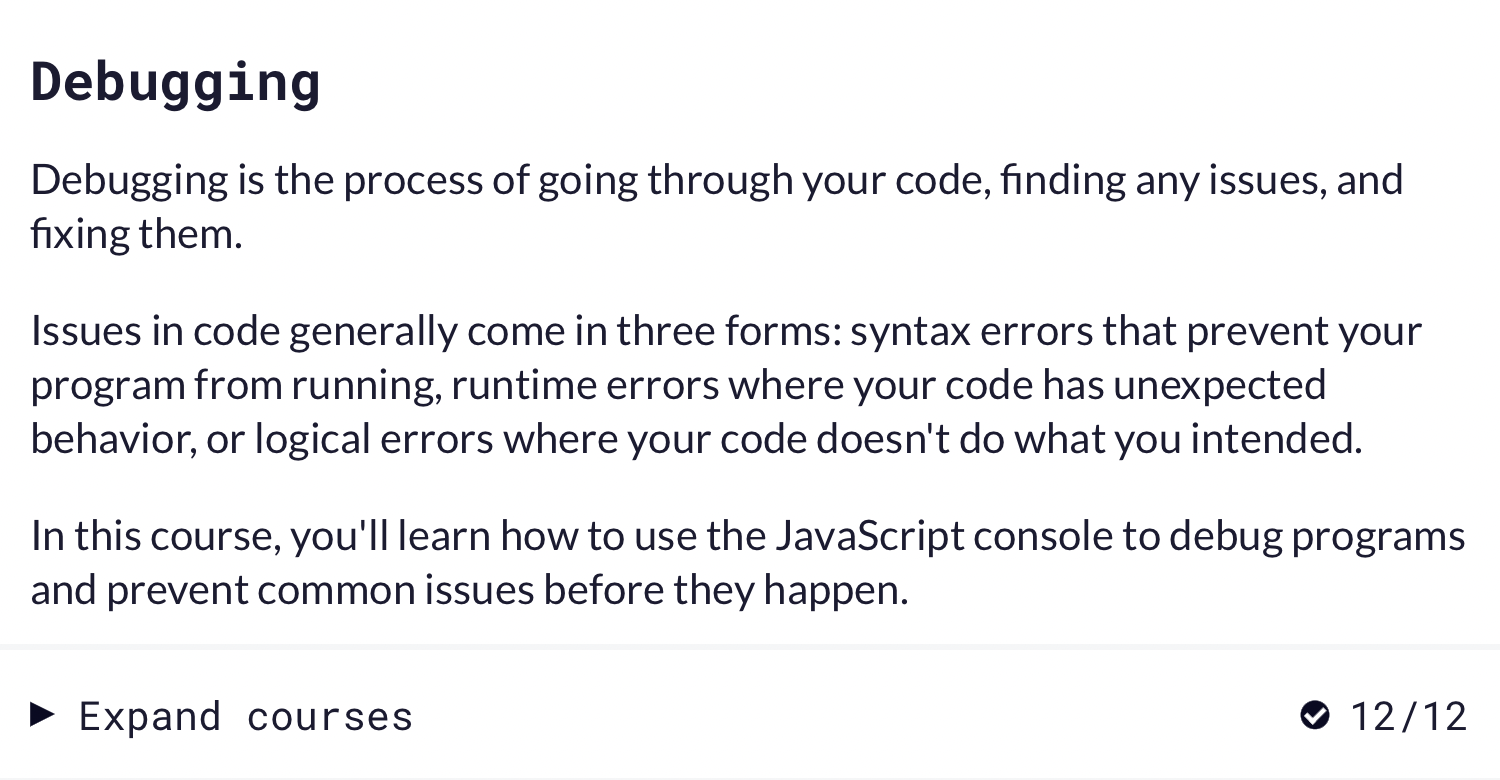 Debugging
Debugging is the process of going through your code, finding any issues, and
fixing them.
Issues in code generally come in three forms: syntax errors that prevent your
program from running, runtime errors where your code has unexpected
behavior, or logical errors where your code doesn't do what you intended.
In this course, you'll learn how to use the JavaScript console to debug programs
and prevent common issues before they happen.
Expand courses 12/12